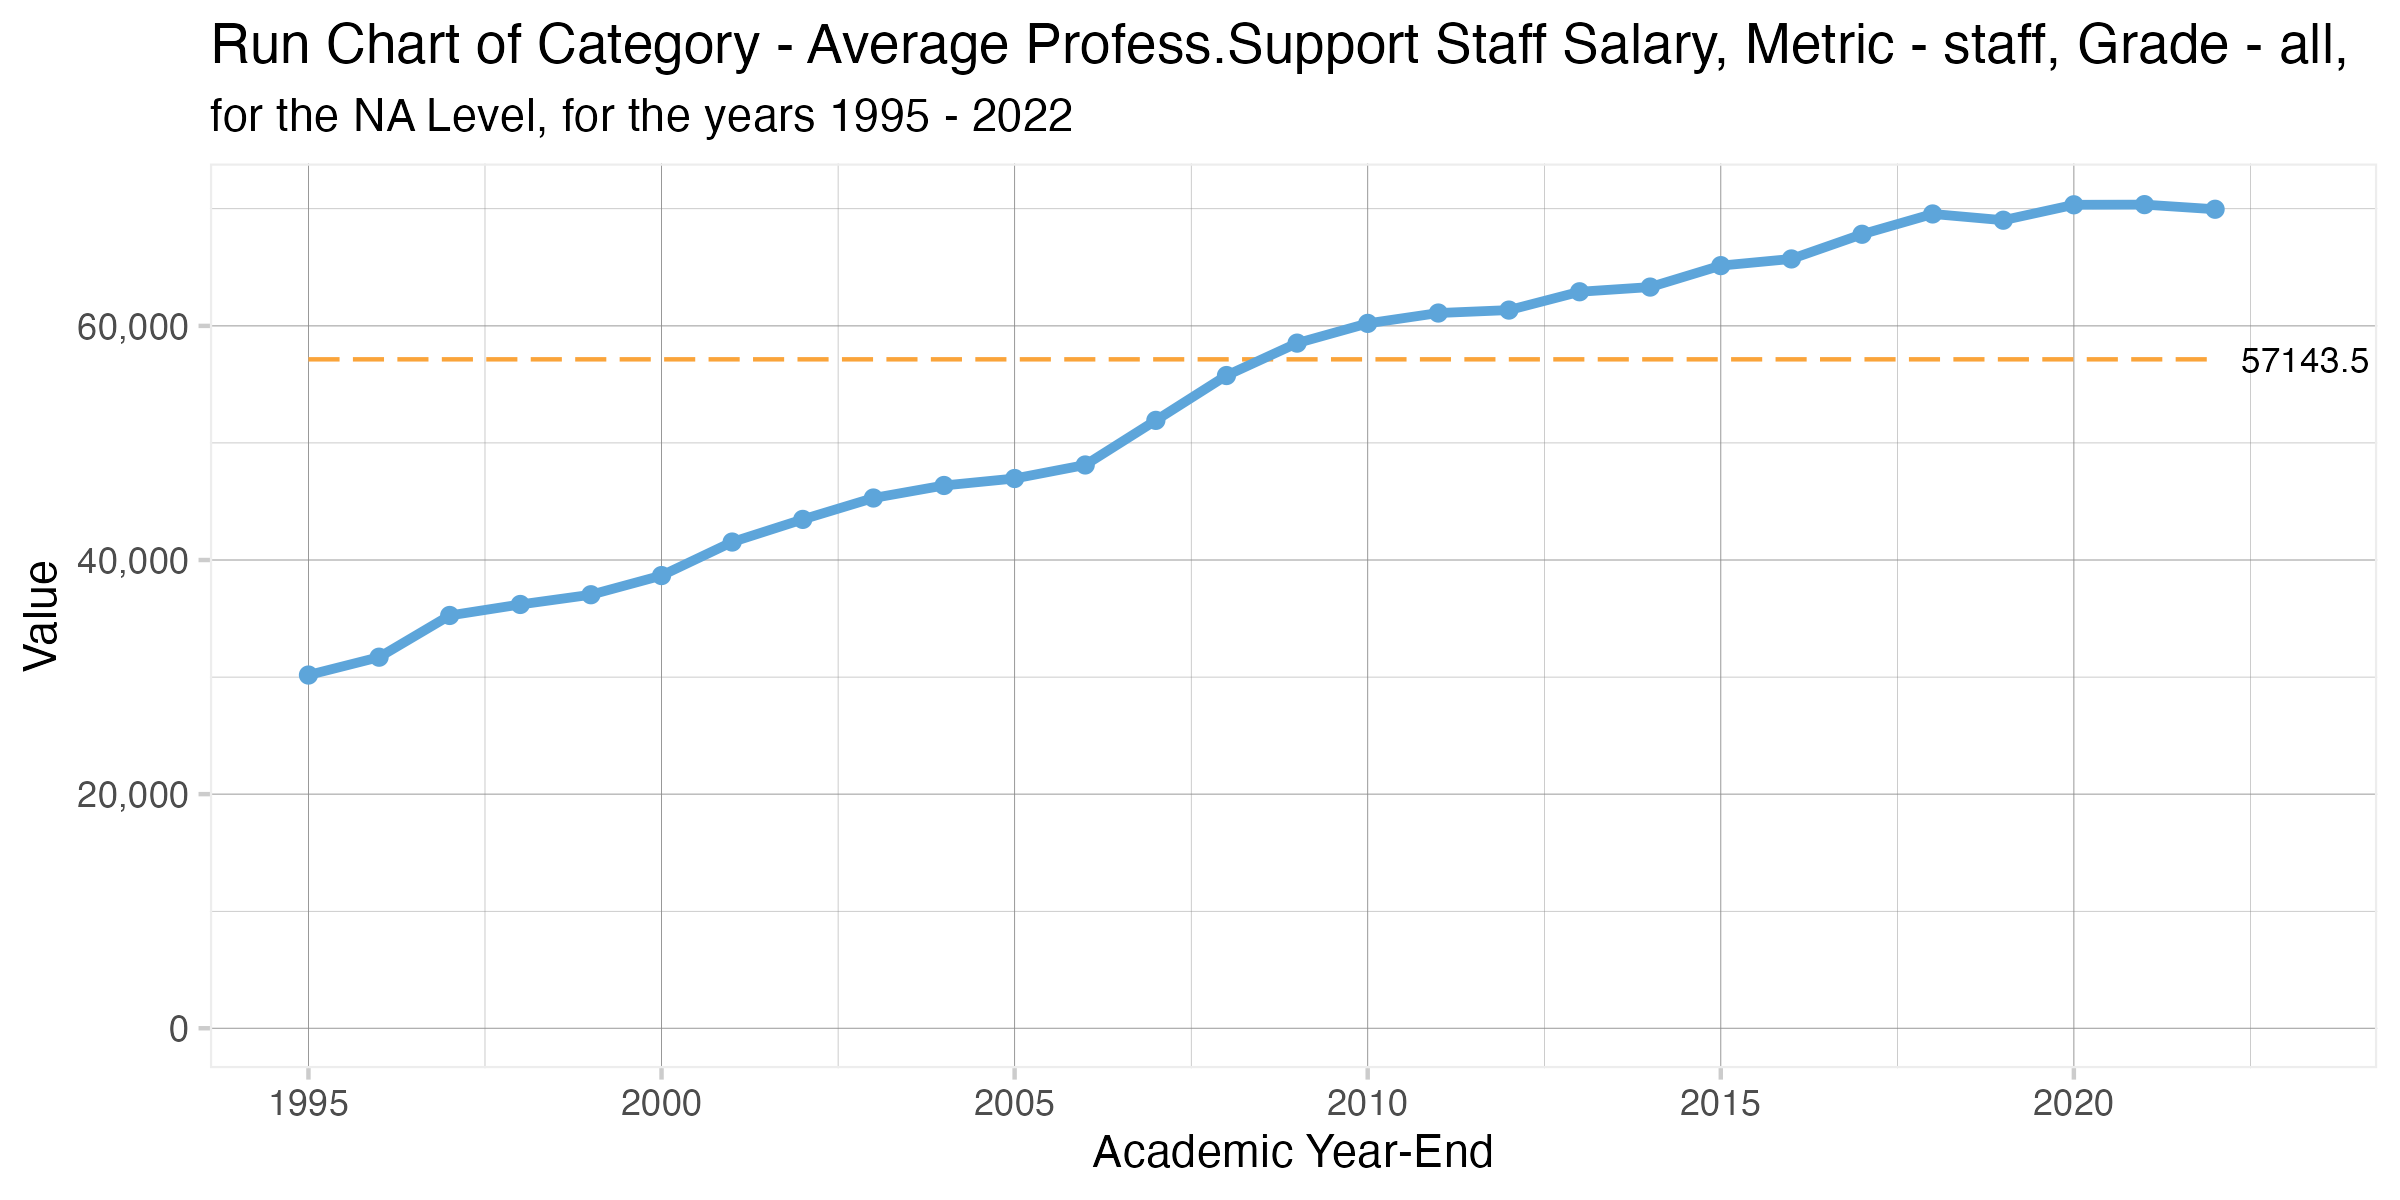 Run Chart of Category - Average Profess.Support Staff Salary, Metric - staff, Grade - all,
for the NA Level, for the years 1995 - 2022
60,000
57143.5
40,000
Value
20,000
0
1995 2000 2005 2010 2015 2020
Academic Year-End